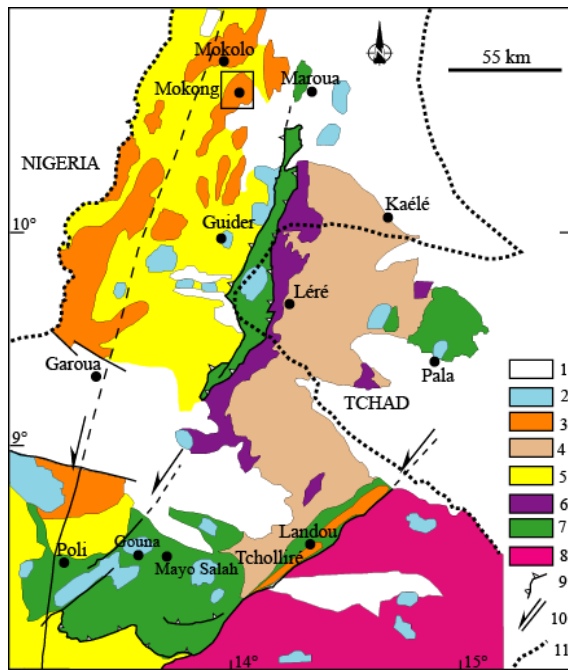 Mokolo
55 km
Mokong
Maroua
NIGERIA
Kaélé
10°
Guider
Léré
Garoua
Pala
1
TCHAD
2
3
9°
4
5
6
Landou
7
Poli
Gouna
Tcholliré
8
Mayo Salah
9
10
14°
15°
11